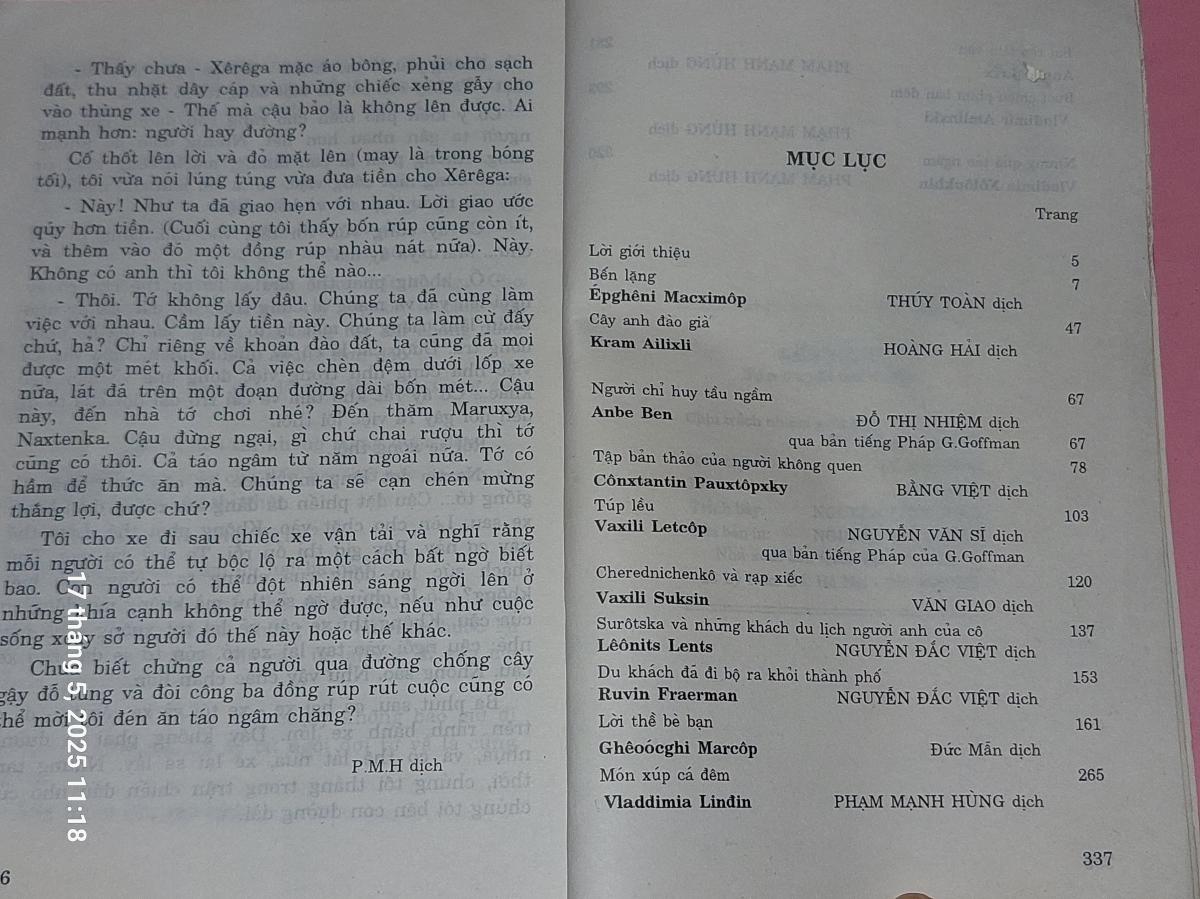 - Thấy chưa - Xêrêga mặc áo bông, phủi cho sạch
đất, thu nhặt dây cáp và những chiếc xẻng gẫy cho
vào thùng xe - Thế mà cậu bảo là không lên được. Ai
mạnh hơn: người hay đường?
Cố thốt lên lời và đỏ mặt lên (may là trong bóng
tối), tôi vừa nói lúng túng vừa đưa tiền cho Xêrêga:
- Này! Như ta đã giao hẹn với nhau. Lời giao ước
qúy hơn tiền. (Cuối cùng tôi thấy bốn rúp cũng còn ít,
và thêm vào đó một đồng rúp nhàu nát nữa). Này.
Không có anh thì tôi không thể nào...
- Thôi. Tớ không lấy đâu. Chúng ta đã cùng làm
việc với nhau. Cầm lấy tiền này. Chúng ta làm cừ đấy
chứ, hả? Chỉ riêng về khoản đào đất, ta cũng đã moi
được một mét khối. Cả việc chèn đệm dưới lốp xe
nữa, lát đá trên một đoạn đường dài bốn mét... Cậu
này, đến nhà tớ chơi nhé? Đến thăm Maruxya,
Naxtenka. Cậu đừng ngại, gì chứ chai rượu thì tớ
cũng có thôi. Cả táo ngâm từ năm ngoái nữa. Tớ có
hầm để thức ăn mà. Chúng ta sẽ cạn chén mừng
thắng lợi, được chứ?
Tôi cho xe đi sau chiếc xe vận tải và nghĩ rằng
mỗi người có thể tự bộc lộ ra một cách bất ngờ biết
bao. Con người có thể đột nhiên sáng ngời lên ở
những khía cạnh không thể ngờ được, nếu như cuộc
sống xử sở người đó thế này hoặc thế khác.
Chưa biết chừng cả người qua đường chống cây
gậy đỗ tùng và đòi công ba đồng rúp rút cuộc cũng có
thể mời tôi đén ăn táo ngâm chăng?
P.M.H dịch
6
17 tháng 5, 2025 11:18
MỤC LỤC
Trang
Lời giới thiệu 5
Bến lặng 7
Épghêni Macximôp THÚY TOÀN dịch
Cây anh đào già 47
Kram Ailixli HOÀNG HẢI dịch
Người chỉ huy tầu ngầm 67
Anbe Ben ĐỖ THỊ NHIỆM dịch
qua bản tiếng Pháp G.Goffman 67
Tập bản thảo của người không quen 78
Cônxtantin Pauxtôpxky BẰNG VIỆT dịch
Túp lều 103
Vaxili Letcôp NGUYỄN VĂN SĨ dịch
qua bản tiếng Pháp của G.Goffman
Cherednichenkô và rạp xiếc 120
Vaxili Suksin VĂN GIAO dịch
Surôtska và những khách du lịch người anh của cô 137
Lêônits Lents NGUYỄN ĐẮC VIỆT dịch
Du khách đã đi bộ ra khỏi thành phố 153
Ruvin Fraerman NGUYỄN ĐẮC VIỆT dịch
Lời thề bè bạn 161
Ghêoócghi Marcôp Đức Mẫn dịch
Món xúp cá đêm 265
Vladdimia Linđin PHẠM MẠNH HÙNG dịch
337